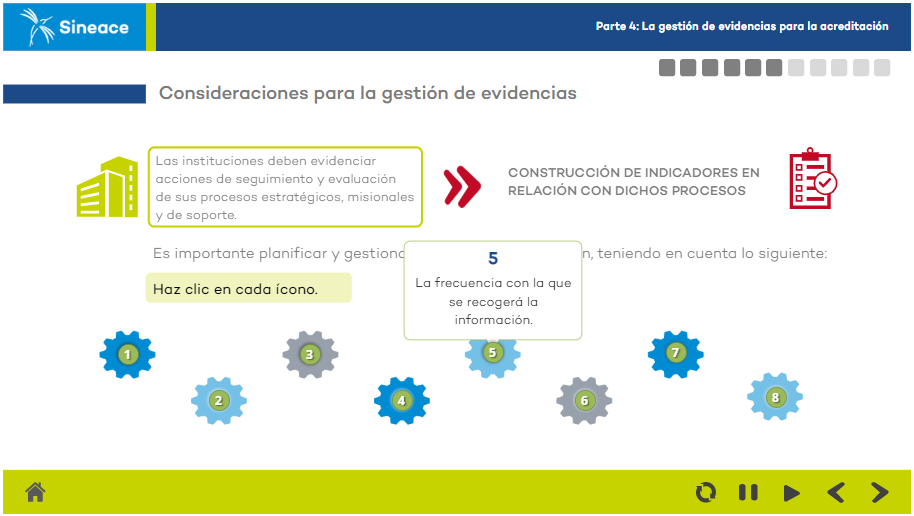 Sineace
Parte 4: La gestión de evidencias para la acreditación
Consideraciones para la gestión de evidencias
Las instituciones deben evidenciar
acciones de seguimiento y evaluación
de sus procesos estratégicos, misionales
y de soporte.
CONSTRUCCIÓN DE INDICADORES EN
RELACIÓN CON DICHOS PROCESOS
Es importante planificar y gestiono n, teniendo en cuenta lo siguiente:
Haz clic en cada ícono.
5
La frecuencia con la que
se recogerá la
información.
1
2
3
4
5
6
7
8